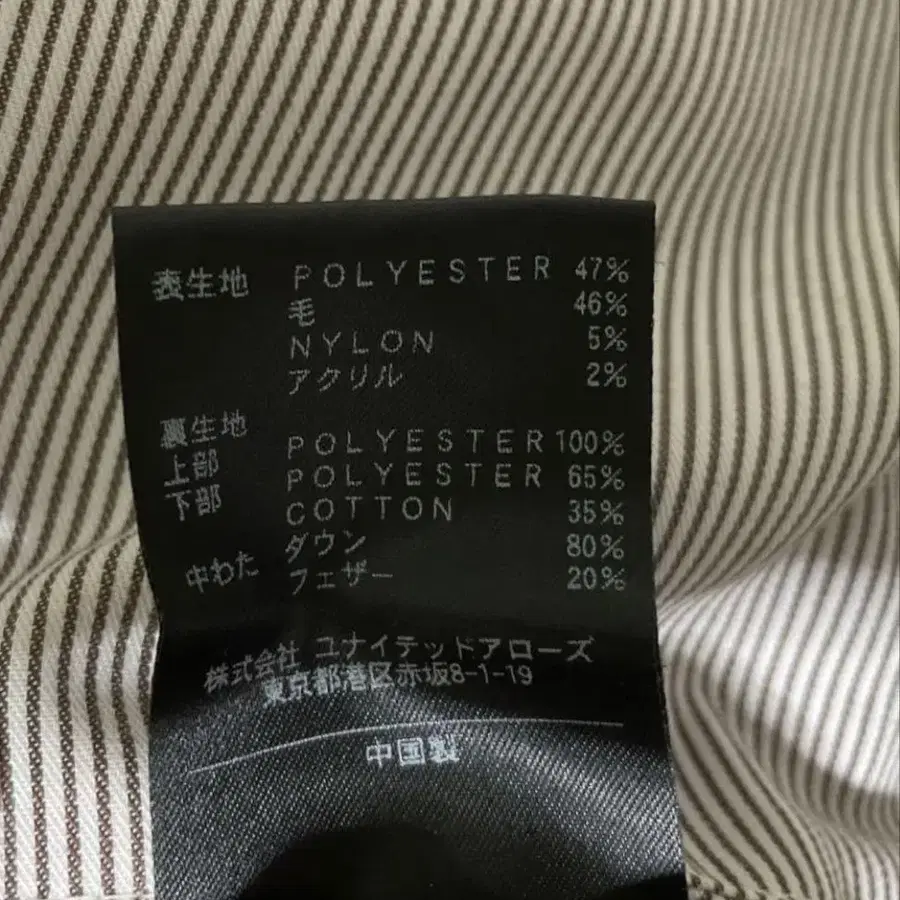 表生地 POLYESTER 47%
毛 46%
NYLON 5%
アクリル 2%
裏生地
上部 POLYESTER 100%
下部 POLYESTER 65%
COTTON 35%
中わた ダウン 80%
フェザー 20%
株式会社 ユナイテッドアローズ
東京都港区赤坂8-1-19
中国製